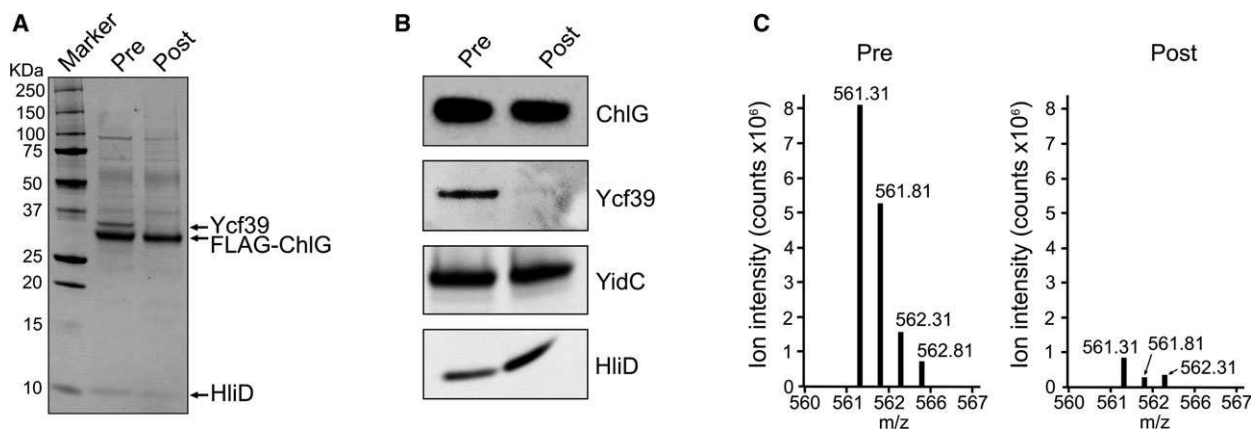 A
Marker
Pre
Post
KDa
250
150
100
75
50
37
25
20
15
10
Ycf39
FLAG-ChlG
HliD
B
Pre
Post
ChlG
Ycf39
YidC
HliD
C
Pre
Ion intensity (counts x10⁶)
8
7
6
5
4
3
2
1
0
561.31
561.81
562.31
562.81
560 561 562 566 567
m/z
Post
Ion intensity (counts x10⁶)
8
7
6
5
4
3
2
1
0
561.31
561.81
562.31
560 561 562 566 567
m/z